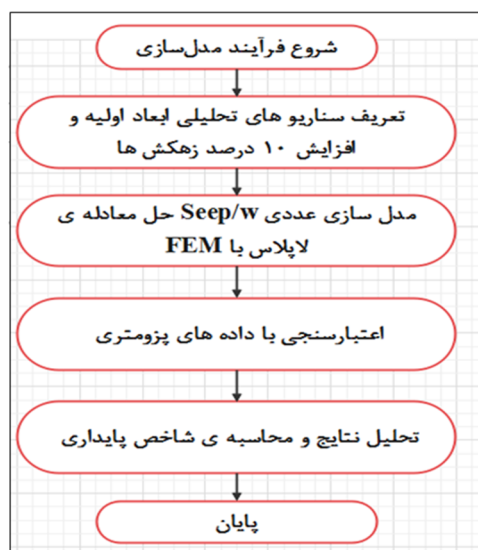 شروع فرآیند مدل‌سازی
تعریف سناریو های تحلیلی ابعاد اولیه و
افزایش ۱۰ درصد زهکش ها
مدل سازی عددی Seep/w حل معادله ی
لاپلاس با FEM
اعتبارسنجی با داده های پزومتری
تحلیل نتایج و محاسبه ی شاخص پایداری
پایان